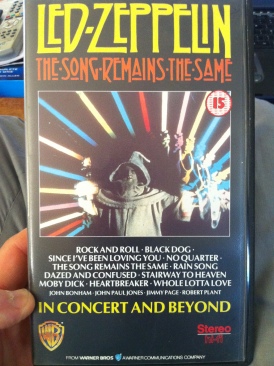 LED-ZEPPELIN
THE·SONG·REMAINS·THE·SAME
15
ROCK AND ROLL · BLACK DOG ·
SINCE I'VE BEEN LOVING YOU · NO QUARTER ·
THE SONG REMAINS THE SAME · RAIN SONG
DAZED AND CONFUSED · STAIRWAY TO HEAVEN
MOBY DICK · HEARTBREAKER · WHOLE LOTTA LOVE
JOHN BONHAM · JOHN PAUL JONES · JIMMY PAGE · ROBERT PLANT
IN CONCERT AND BEYOND
WB
Stereo
Hi-Fi
FROM WARNER BROS A WARNER COMMUNICATIONS COMPANY